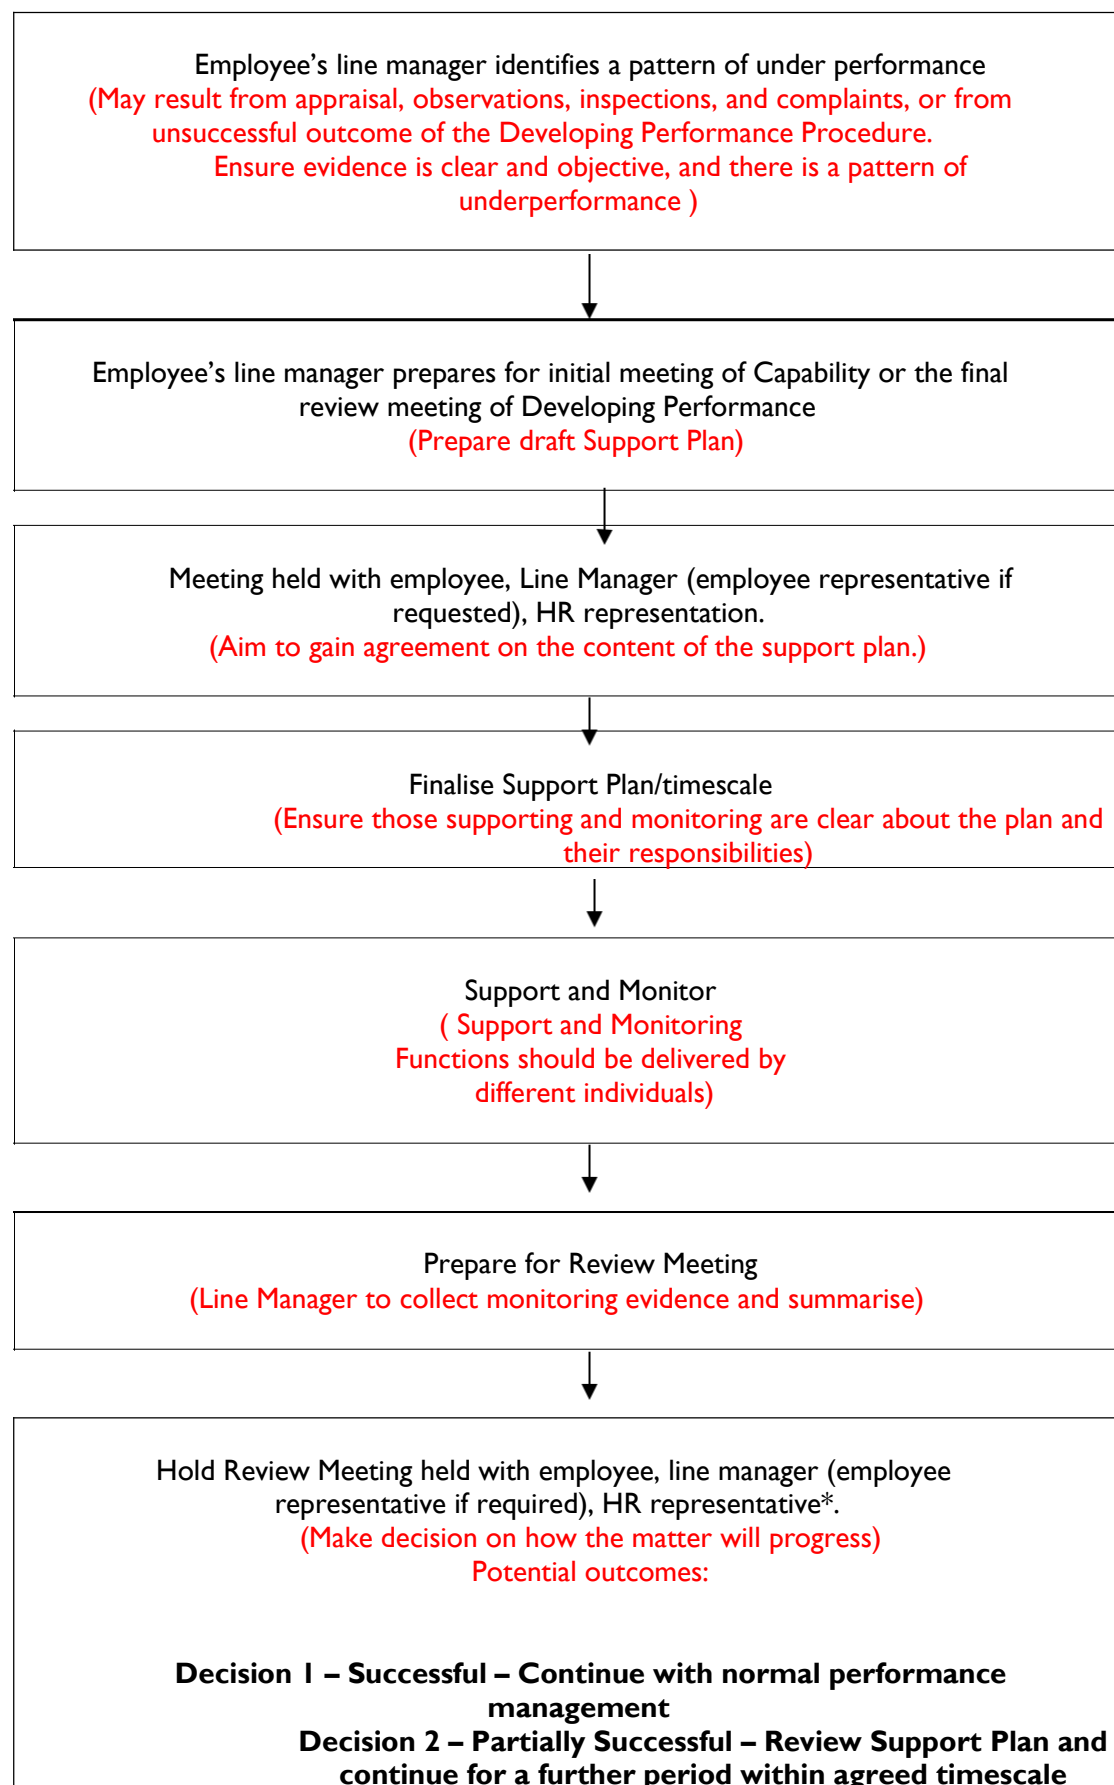 Employee’s line manager identifies a pattern of under performance
(May result from appraisal, observations, inspections, and complaints, or from
unsuccessful outcome of the Developing Performance Procedure.
Ensure evidence is clear and objective, and there is a pattern of
underperformance )
Employee’s line manager prepares for initial meeting of Capability or the final
review meeting of Developing Performance
(Prepare draft Support Plan)
Meeting held with employee, Line Manager (employee representative if
requested), HR representation.
(Aim to gain agreement on the content of the support plan.)
Finalise Support Plan/timescale
(Ensure those supporting and monitoring are clear about the plan and
their responsibilities)
Support and Monitor
( Support and Monitoring
Functions should be delivered by
different individuals)
Prepare for Review Meeting
(Line Manager to collect monitoring evidence and summarise)
Hold Review Meeting held with employee, line manager (employee
representative if required), HR representative*.
(Make decision on how the matter will progress)
Potential outcomes:
Decision 1 – Successful – Continue with normal performance
management
Decision 2 – Partially Successful – Review Support Plan and
continue for a further period within agreed timescale